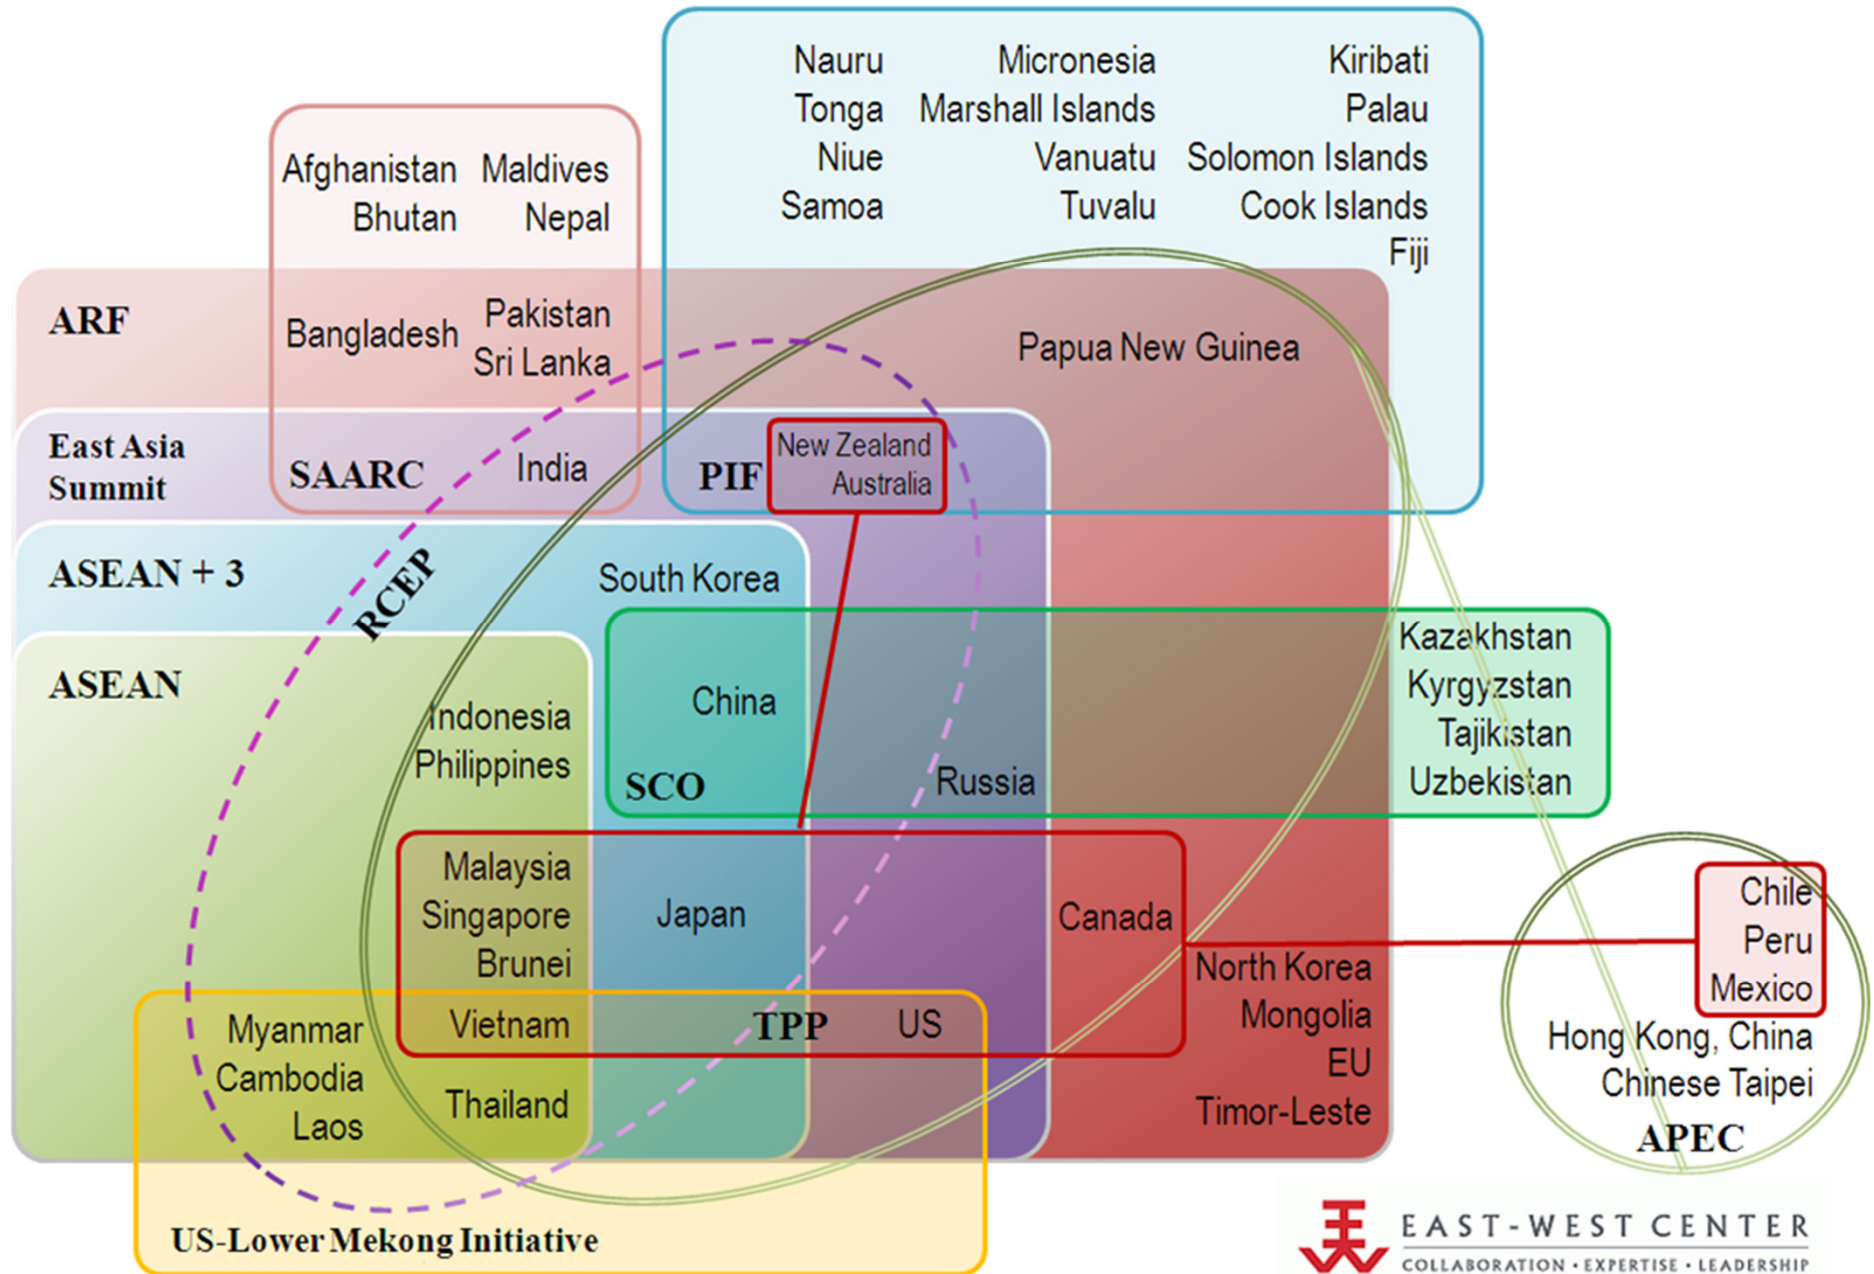 Nauru
Tonga
Niue
Samoa
Micronesia
Marshall Islands
Vanuatu
Tuvalu
Kiribati
Palau
Solomon Islands
Cook Islands
Fiji
Afghanistan
Bhutan
Maldives
Nepal
ARF
Bangladesh
Pakistan
Sri Lanka
Papua New Guinea
East Asia
Summit
SAARC
India
PIF
New Zealand
Australia
ASEAN + 3
RCEP
South Korea
ASEAN
Indonesia
Philippines
China
SCO
Russia
Kazakhstan
Kyrgyzstan
Tajikistan
Uzbekistan
Malaysia
Singapore
Brunei
Vietnam
Japan
TPP
US
Canada
North Korea
Mongolia
EU
Timor-Leste
Chile
Peru
Mexico
Hong Kong, China
Chinese Taipei
APEC
Myanmar
Cambodia
Laos
Thailand
US-Lower Mekong Initiative
EAST-WEST CENTER
COLLABORATION • EXPERTISE • LEADERSHIP